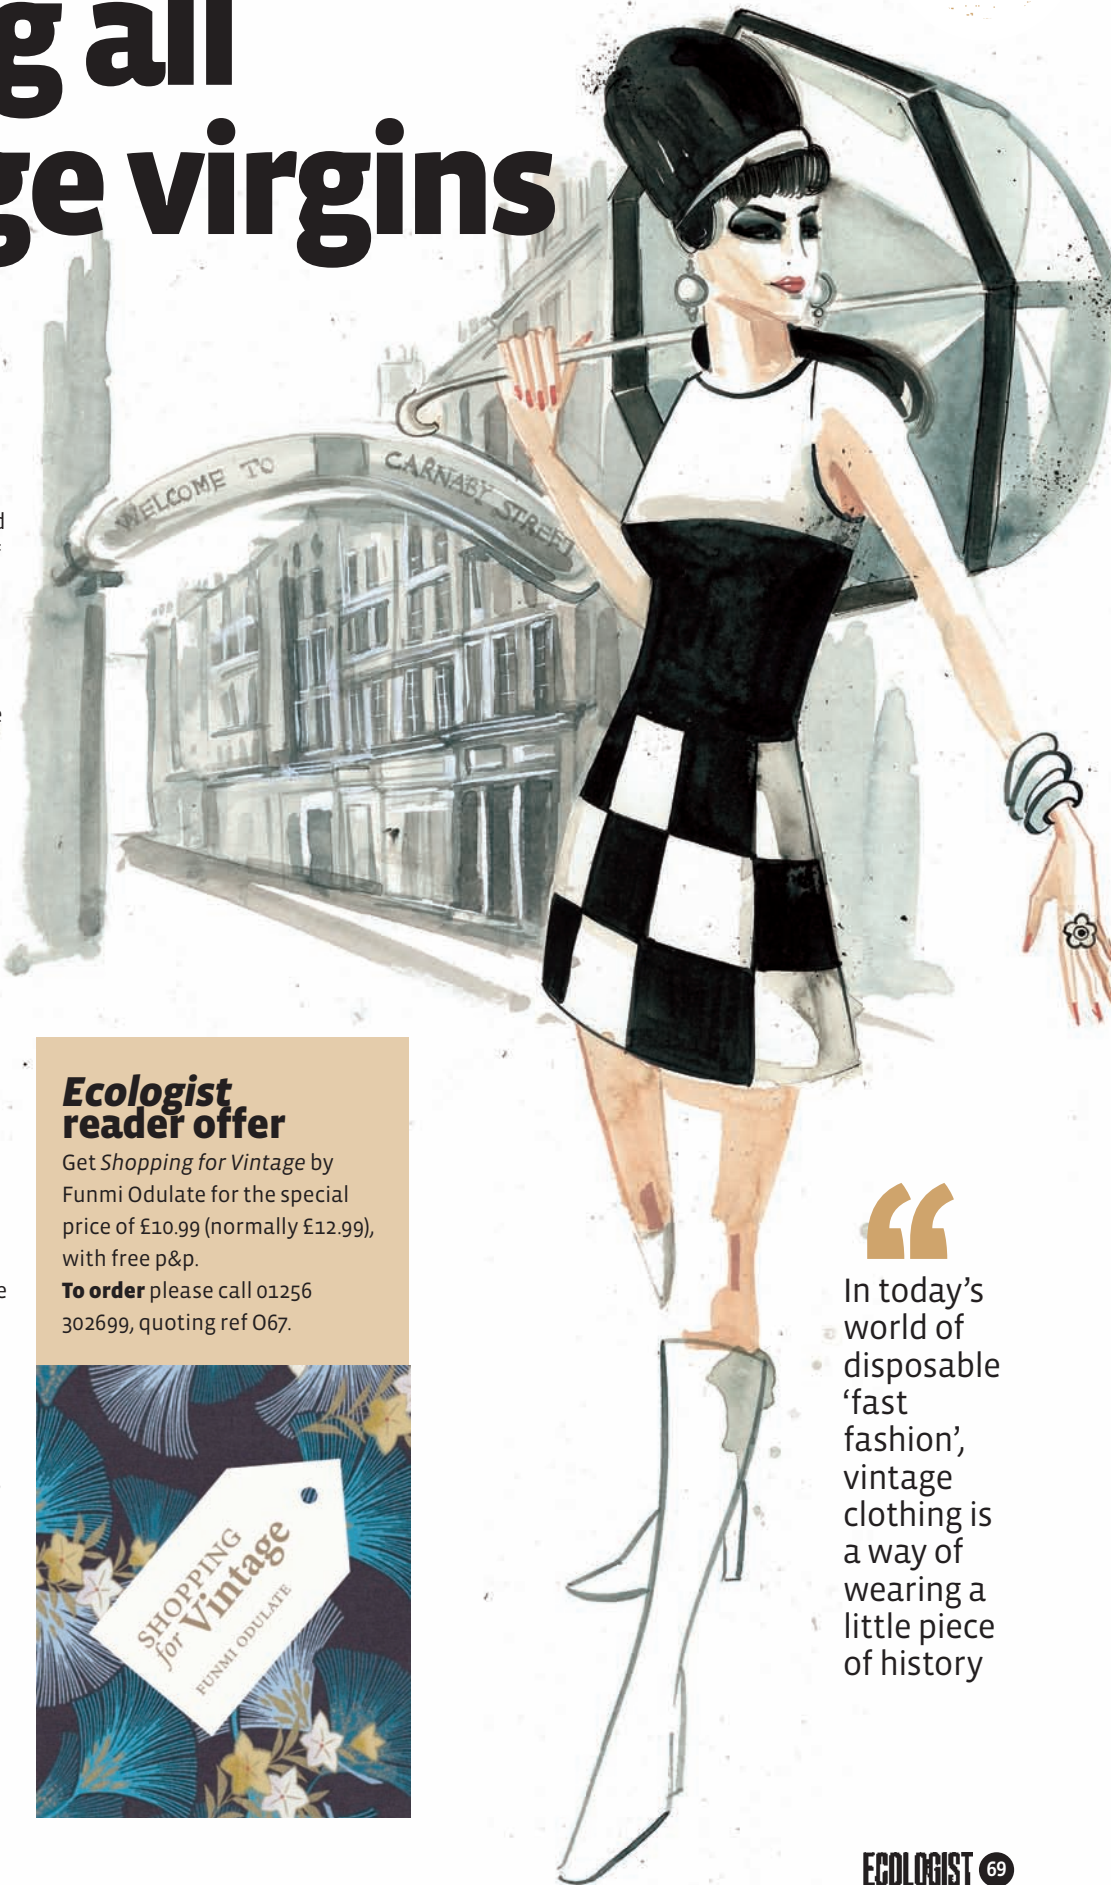 g all
ge virgins
WELCOME TO CARNABY STREET
Ecologist
reader offer
Get Shopping for Vintage by
Funmi Odulate for the special
price of £10.99 (normally £12.99),
with free p&p.
To order please call 01256
302699, quoting ref O67.
SHOPPING
for Vintage
FUNMI ODULATE
“
In today’s
world of
disposable
‘fast
fashion’,
vintage
clothing is
a way of
wearing a
little piece
of history
ECOLOGIST 69